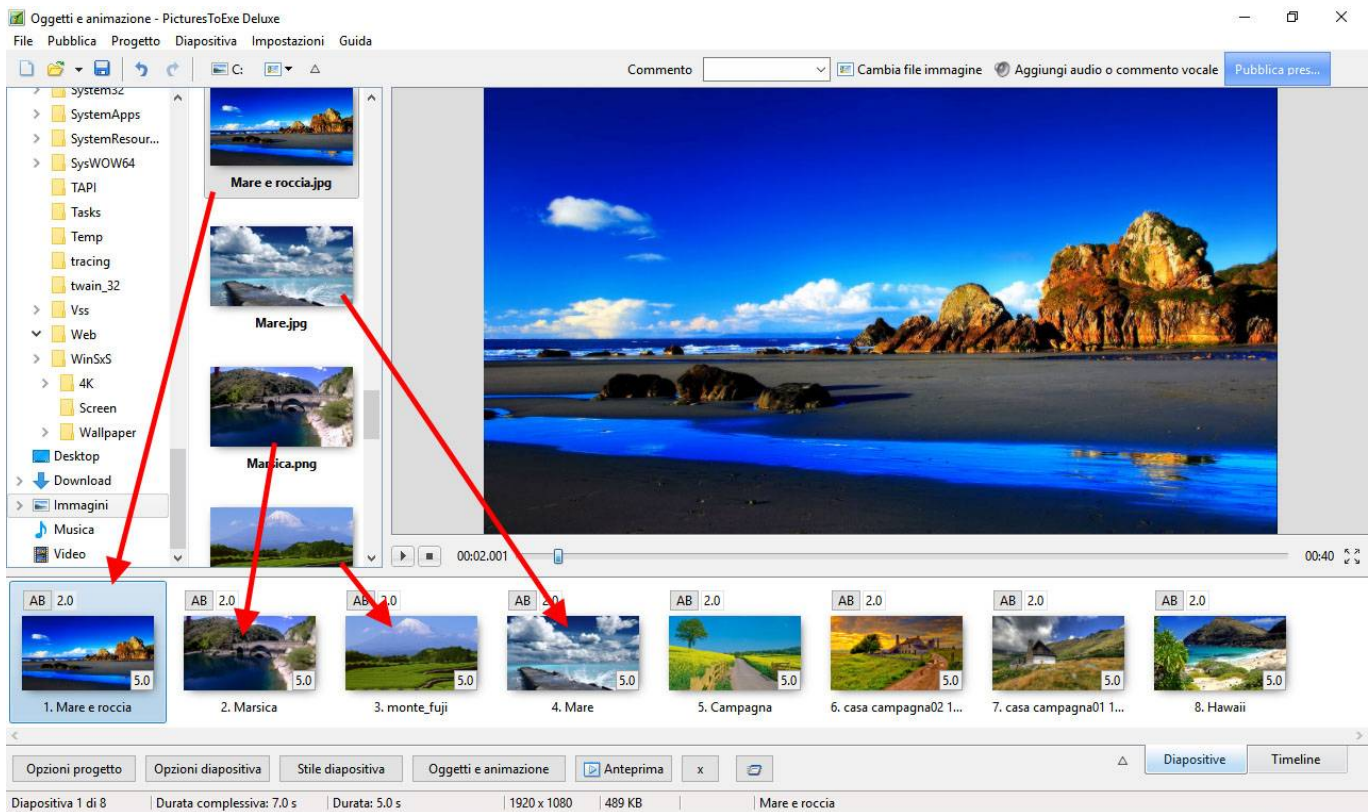 Oggetti e animazione - PicturesToExe Deluxe
File Pubblica Progetto Diapositiva Impostazioni Guida
C:
Commento
Cambia file immagine
Aggiungi audio o commento vocale
Pubblica pres...
System32
SystemApps
SystemResour...
SysWOW64
TAPI
Tasks
Temp
tracing
twain_32
Vss
Web
WinSxS
4K
Screen
Wallpaper
Desktop
Download
Immagini
Musica
Video
Mare e roccia.jpg
Mare.jpg
Marsica.png
00:02.001
00:40
AB 2.0
5.0
1. Mare e roccia
AB 2.0
5.0
2. Marsica
AB 2.0
5.0
3. monte_fuji
AB 2.0
5.0
4. Mare
AB 2.0
5.0
5. Campagna
AB 2.0
5.0
6. casa campagna02 1...
AB 2.0
5.0
7. casa campagna01 1...
AB 2.0
5.0
8. Hawaii
Opzioni progetto
Opzioni diapositiva
Stile diapositiva
Oggetti e animazione
Anteprima
x
Diapositive
Timeline
Diapositiva 1 di 8
Durata complessiva: 7.0 s
Durata: 5.0 s
1920 x 1080
489 KB
Mare e roccia